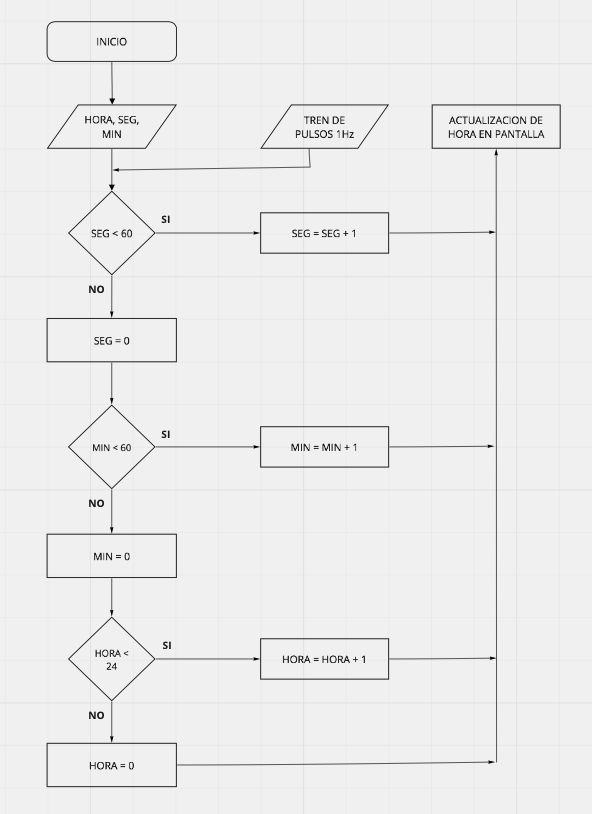 INICIO
HORA, SEG,
MIN
TREN DE
PULSOS 1Hz
ACTUALIZACION DE
HORA EN PANTALLA
SEG < 60
SI
SEG = SEG + 1
NO
SEG = 0
MIN < 60
SI
MIN = MIN + 1
NO
MIN = 0
HORA <
24
SI
HORA = HORA + 1
NO
HORA = 0